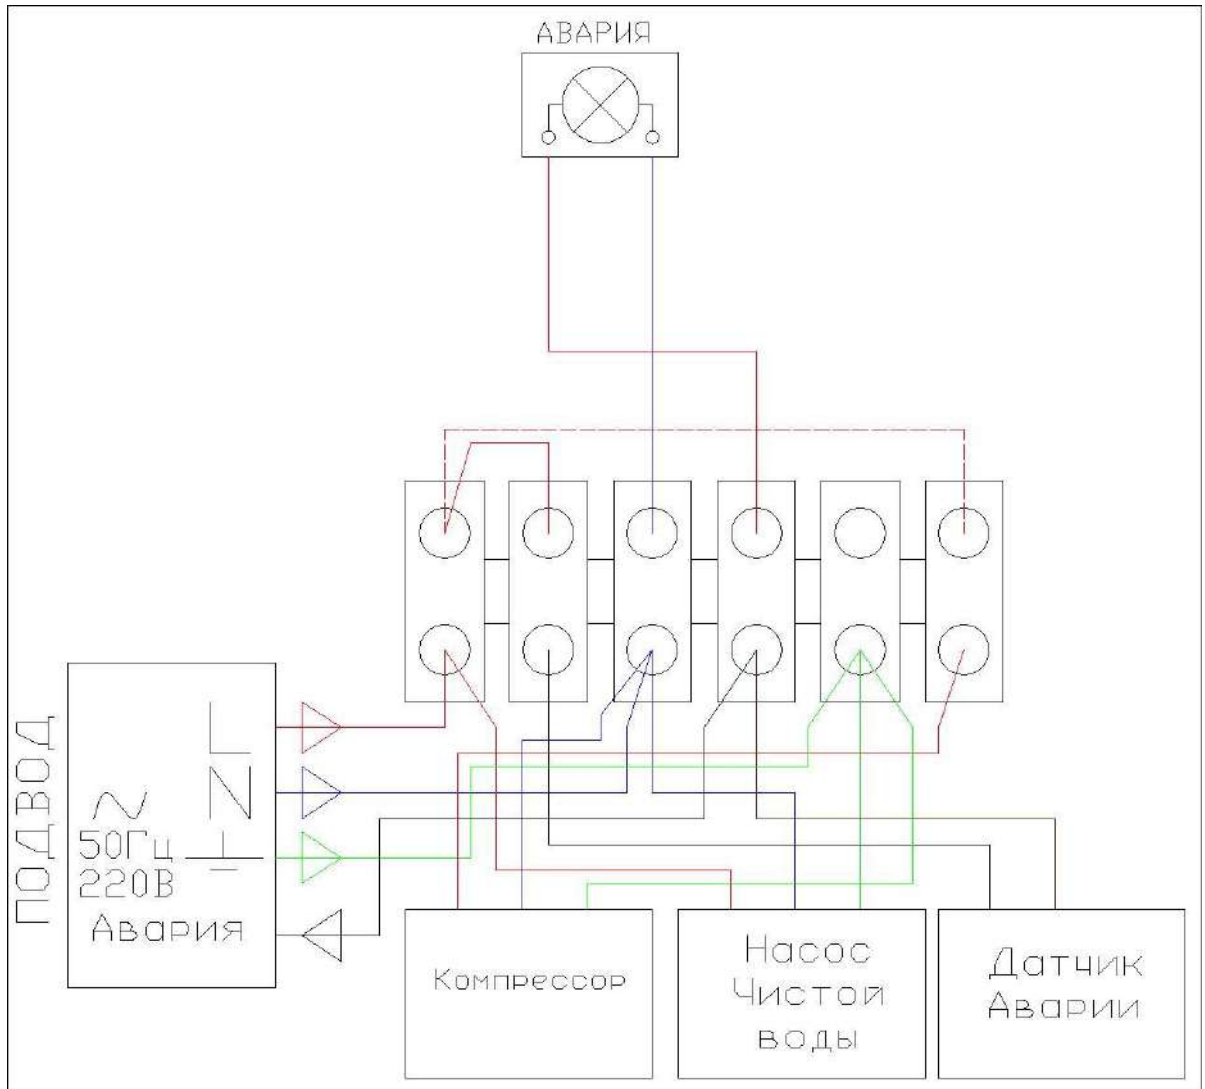 АВАРИЯ
ПОДВОД
L
N
50Гц
220В
Авария
Компрессор
Насос
Чистой
воды
Датчик
Аварии